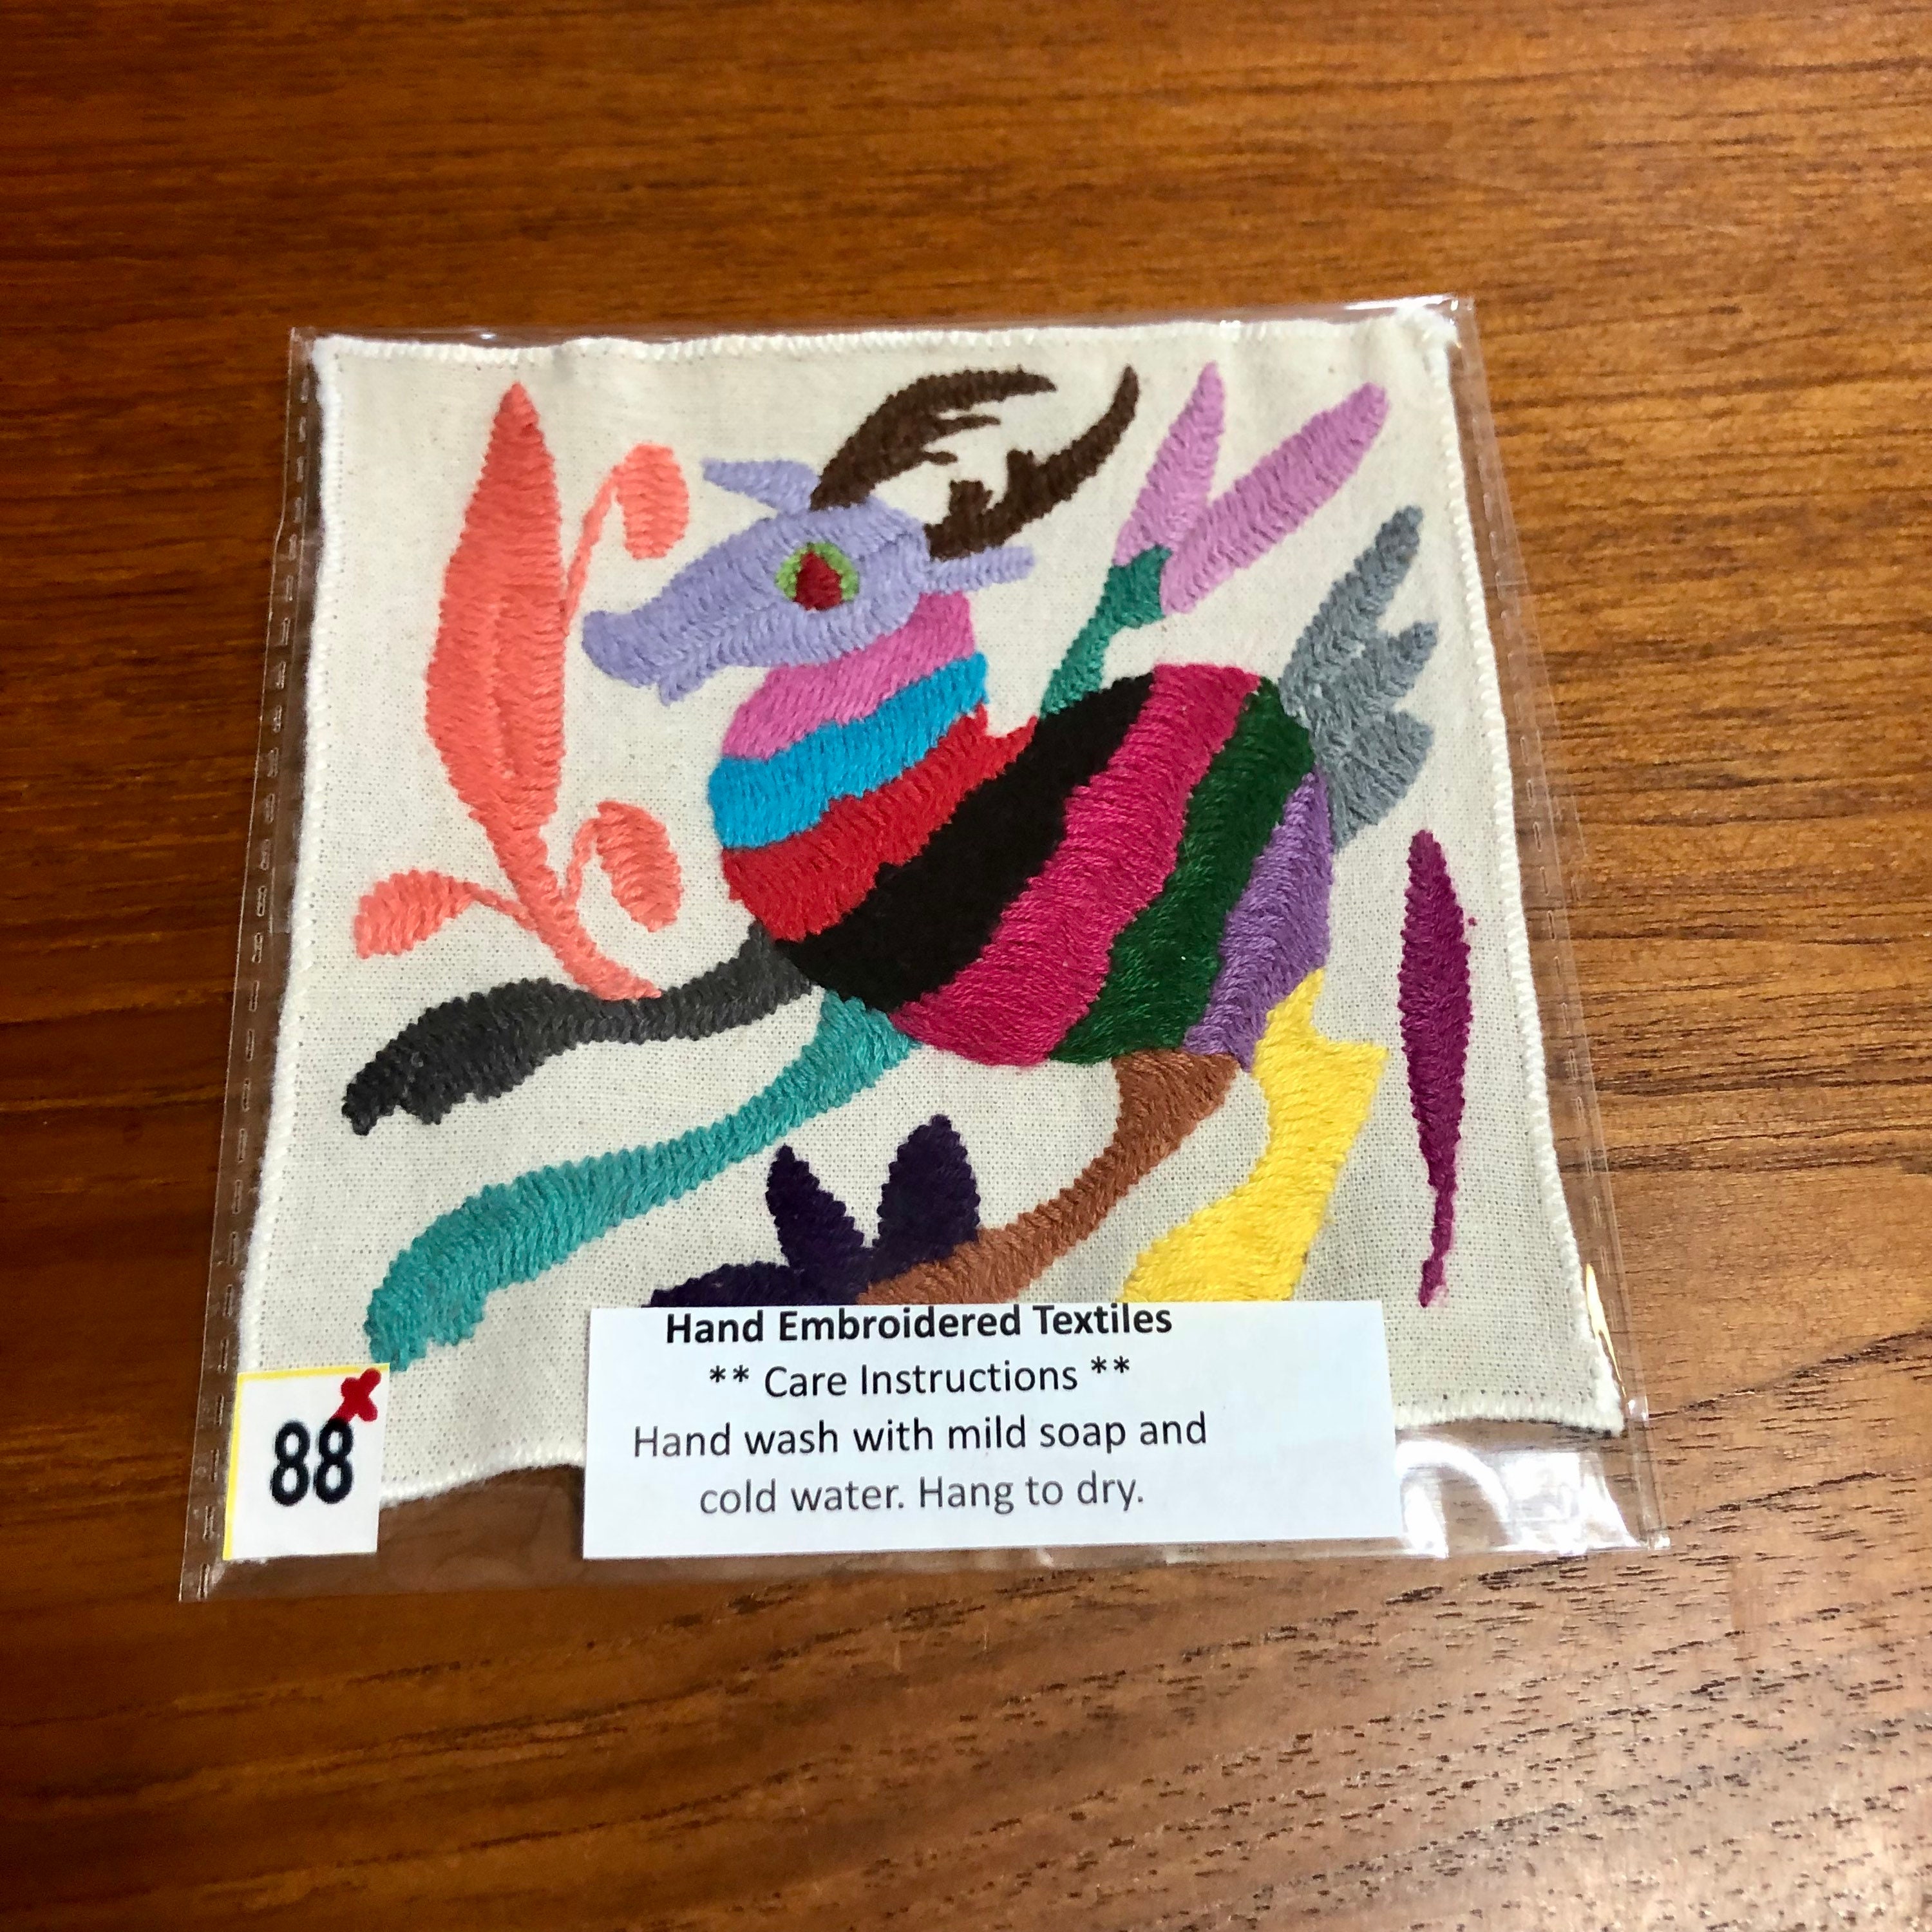 Hand Embroidered Textiles
** Care Instructions **
Hand wash with mild soap and
cold water. Hang to dry.
88